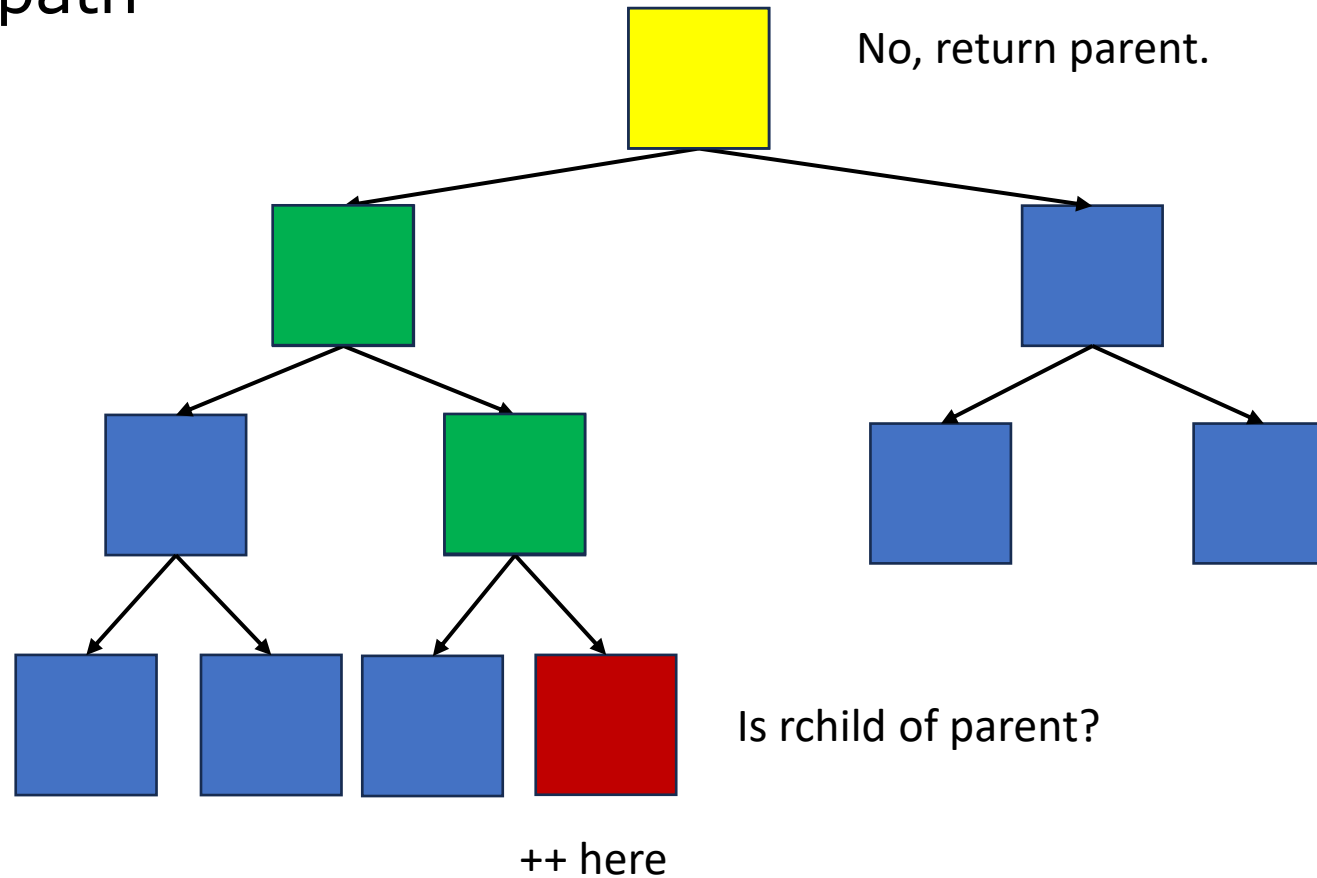 path
No, return parent.
Is rchild of parent?
++ here